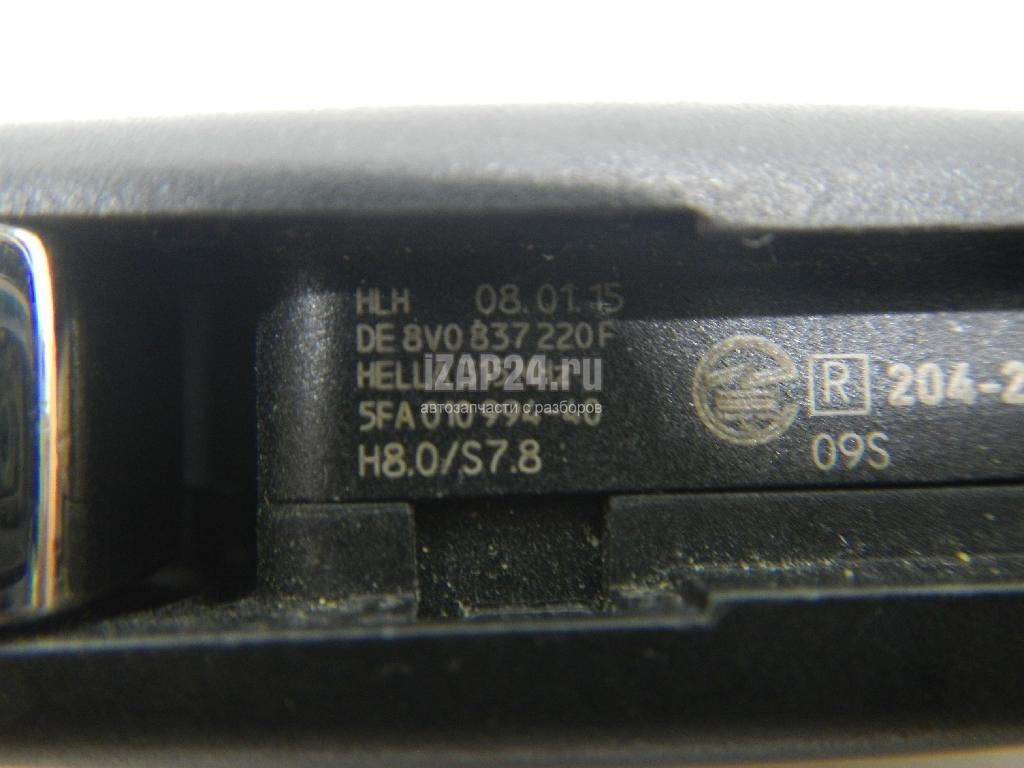 HLH 08.01.15
DE 8V0 837 220 F
iZAP24.ru
автозапчасти с разборов
5FA 010 994-40
H8.0/S7.8
R 204-2
09S